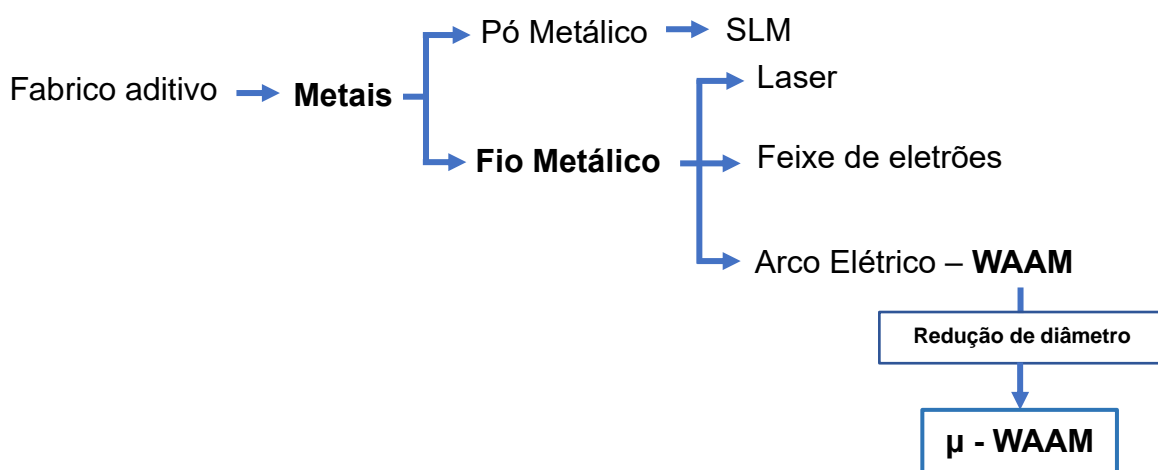 Pó Metálico
SLM
Fabrico aditivo
Metais
Laser
Fio Metálico
Feixe de eletrões
Arco Elétrico – WAAM
Redução de diâmetro
µ - WAAM